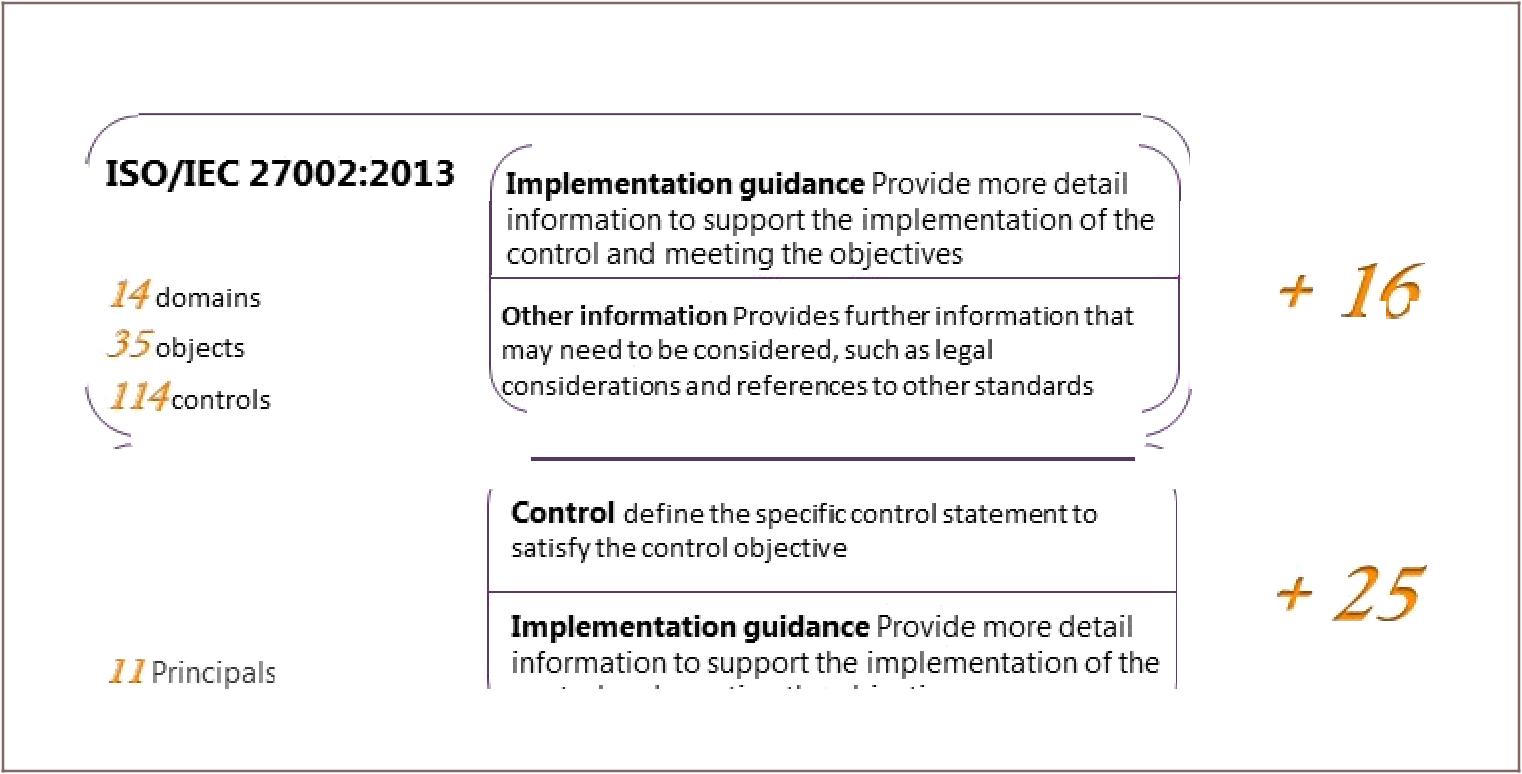 ISO/IEC 27002:2013
14 domains
35 objects
114 controls
Implementation guidance Provide more detail
information to support the implementation of the
control and meeting the objectives
Other information Provides further information that
may need to be considered, such as legal
considerations and references to other standards
+ 16
11 Principals
Control define the specific control statement to
satisfy the control objective
Implementation guidance Provide more detail
information to support the implementation of the
+ 25